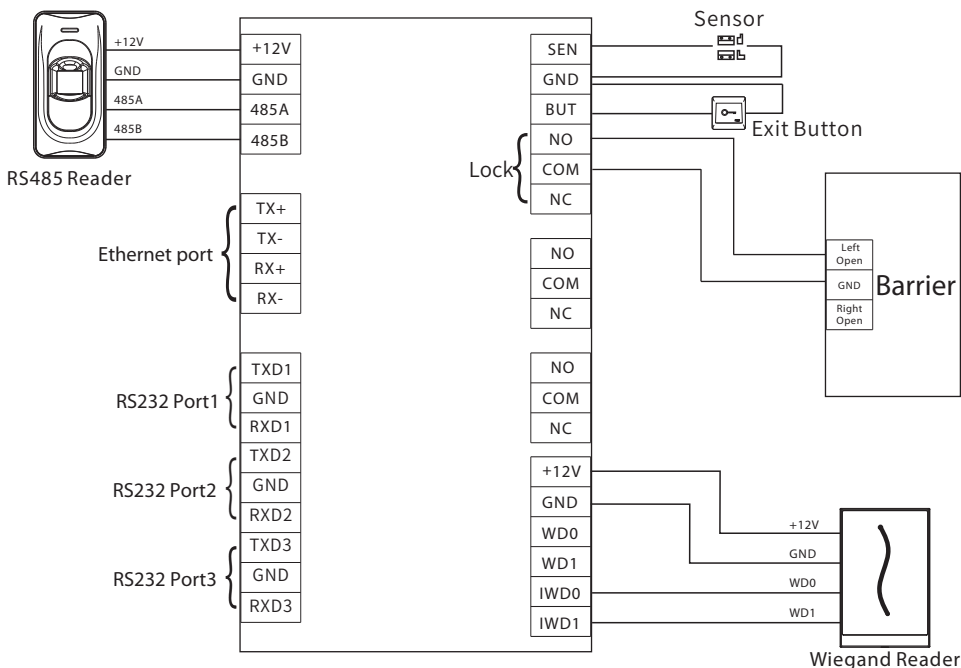 +12V
GND
485A
485B
RS485 Reader
+12V
GND
485A
485B
Ethernet port
TX+
TX-
RX+
RX-
RS232 Port1
TXD1
GND
RXD1
RS232 Port2
TXD2
GND
RXD2
RS232 Port3
TXD3
GND
RXD3
Sensor
SEN
GND
BUT
Exit Button
Lock
NO
COM
NC
NO
COM
NC
NO
COM
NC
Left
Open
GND
Right
Open
Barrier
+12V
GND
WD0
WD1
IWD0
IWD1
+12V
GND
WD0
WD1
Wiegand Reader